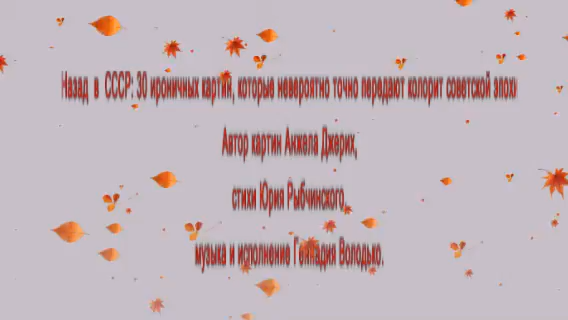 Назад в СССР: 30 ироничных картин, которые невероятно точно передают колорит советской эпохи
Автор картин Анжела Джерих,
стихи Юрия Рыбчинского,
музыка и исполнение Геннадия Володько.